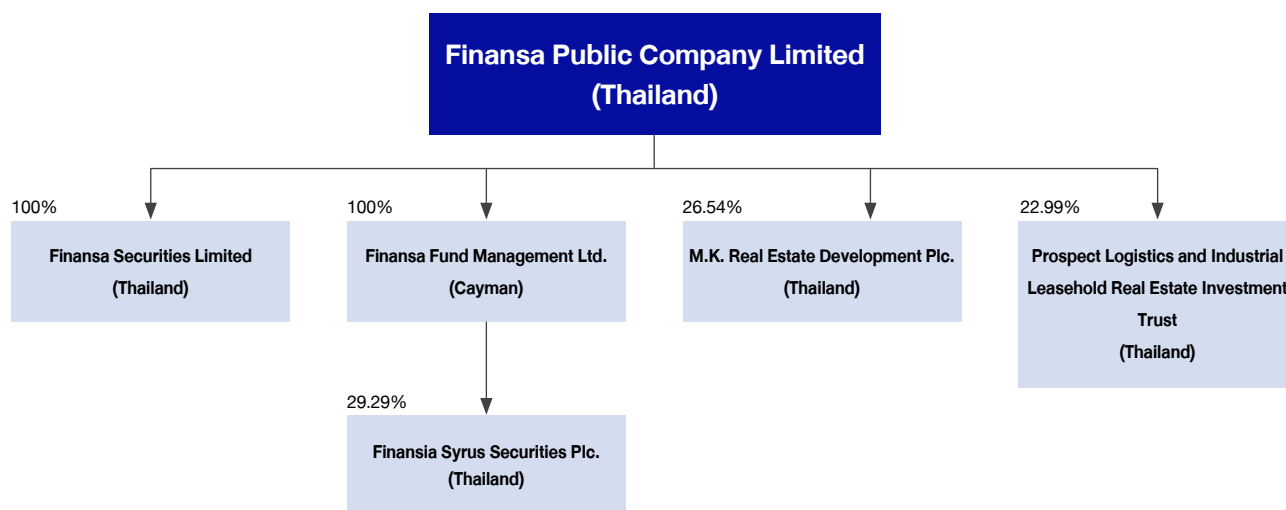 Finansa Public Company Limited
(Thailand)
100%
Finansa Securities Limited
(Thailand)
100%
Finansa Fund Management Ltd.
(Cayman)
26.54%
M.K. Real Estate Development Plc.
(Thailand)
22.99%
Prospect Logistics and Industrial
Leasehold Real Estate Investment
Trust
(Thailand)
29.29%
Finansia Syrus Securities Plc.
(Thailand)